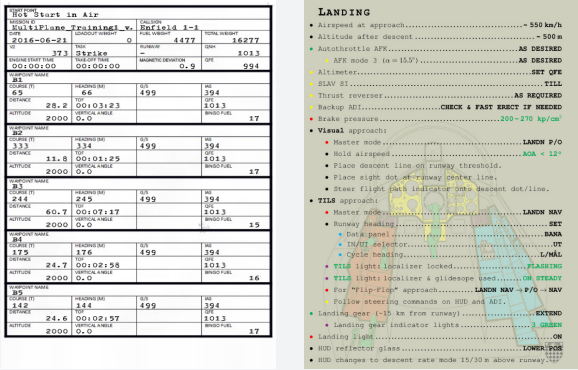 START POINT
Hot Start in Air
MISSION ID
MultiPlane_Training1_v.
CALLSIGN
Enfield 1-1
DATE
2016-06-21
LOADOUT WEIGHT
0
FUEL WEIGHT
4477
TOTAL WEIGHT
16277
V2
373
TASK
Strike
RUNWAY
-
QNH
1013
ENGINE START TIME
00:00:00
TAKE-OFF TIME
00:00:00
MAGNETIC DEVIATION
0.9
QFE
994
WAYPOINT NAME
B1
COURSE (T)
65
HEADING (M)
66
G/S
499
IAS
394
DISTANCE
28.2
TOF
00:03:23
QFE
1013
ALTITUDE
2000
VERTICAL ANGLE
0.0
BINGO FUEL
17
WAYPOINT NAME
B2
COURSE (T)
333
HEADING (M)
334
G/S
499
IAS
394
DISTANCE
11.8
TOF
00:01:25
QFE
1013
ALTITUDE
2000
VERTICAL ANGLE
0.0
BINGO FUEL
17
WAYPOINT NAME
B3
COURSE (T)
244
HEADING (M)
245
G/S
499
IAS
394
DISTANCE
60.7
TOF
00:07:17
QFE
1013
ALTITUDE
2000
VERTICAL ANGLE
0.0
BINGO FUEL
15
WAYPOINT NAME
B4
COURSE (T)
175
HEADING (M)
176
G/S
499
IAS
394
DISTANCE
24.7
TOF
00:02:58
QFE
1013
ALTITUDE
2000
VERTICAL ANGLE
0.0
BINGO FUEL
16
WAYPOINT NAME
B5
COURSE (T)
142
HEADING (M)
144
G/S
499
IAS
394
DISTANCE
24.6
TOF
00:02:57
QFE
1013
ALTITUDE
2000
VERTICAL ANGLE
0.0
BINGO FUEL
17
LANDING
• Airspeed at approach ~ 550 km/h
• Altitude after descent ~ 500 m
• Autothrottle AFK AS DESIRED
• AFK mode 3 (α = 15.5°) AS DESIRED
• Altimeter SET QFE
• SLAV SI TILL
• Thrust reverser AS REQUIRED
• Backup ADI CHECK & FAST ERECT IF NEEDED
• Brake pressure 200–270 kp/cm²
• Visual approach:
• Master mode LANDN P/O
• Hold airspeed AOA < 12°
• Place descent line on runway threshold.
• Place sight dot at runway center line.
• Steer flight path indicator onto descent dot/line.
• TILS approach:
• Master mode LANDN NAV
• Runway heading SET
• Data panel BANA
• IN/UT selector UT
• Cycle heading L/MÅL
• TILS light: localiser locked FLASHING
• TILS light: localiser & glideslope used ON STEADY
• For "Flip-Flop" approach LANDN NAV → P/O → NAV
• Follow steering commands on HUD and ADI.
• Landing gear (~15 km from runway) EXTEND
• Landing gear indicator lights 3 GREEN
• Landing light ON
• HUD reflector glass LOWER POS
• HUD changes to descent rate mode 15/30 m above runway.